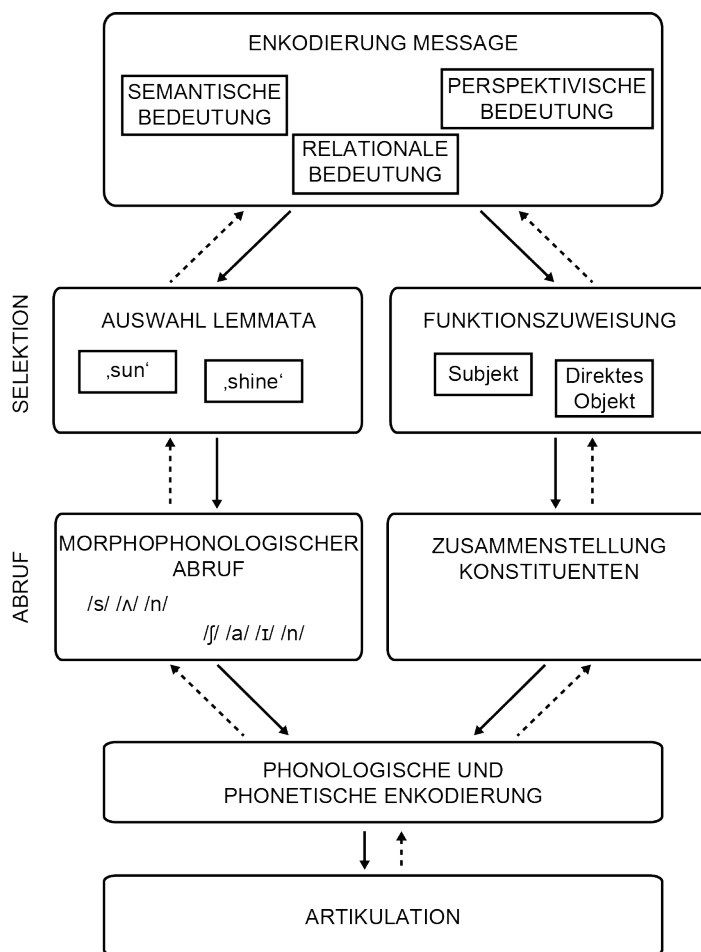 ENKODIERUNG MESSAGE
SEMANTISCHE
BEDEUTUNG
PERSPEKTIVISCHE
BEDEUTUNG
RELATIONALE
BEDEUTUNG
SELEKTION
AUSWAHL LEMMATA
‚sun‘
‚shine‘
FUNKTIONSZUWEISUNG
Subjekt
Direktes
Objekt
ABRUF
MORPHOPHONOLOGISCHER
ABRUF
/s/ /ʌ/ /n/
/ʃ/ /a/ /ɪ/ /n/
ZUSAMMENSTELLUNG
KONSTITUENTEN
PHONOLOGISCHE UND
PHONETISCHE ENKODIERUNG
ARTIKULATION